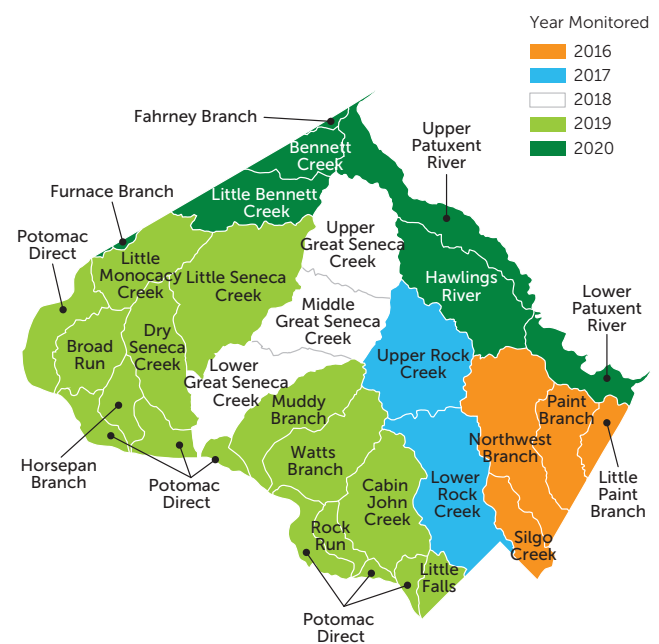 Year Monitored
2016
2017
2018
2019
2020
Fahrney Branch
Bennett
Creek
Upper
Patuxent
River
Furnace Branch
Little Bennett
Creek
Potomac
Direct
Upper
Great Seneca
Creek
Little
Monocacy
Creek
Little Seneca
Creek
Hawlings
River
Lower
Patuxent
River
Middle
Great Seneca
Creek
Broad
Run
Dry
Seneca
Creek
Upper Rock
Creek
Lower
Great Seneca
Creek
Muddy
Branch
Paint
Branch
Northwest
Branch
Watts
Branch
Horsepan
Branch
Potomac
Direct
Cabin
John
Creek
Lower
Rock
Creek
Little
Paint
Branch
Rock
Run
Silgo
Creek
Little
Falls
Potomac
Direct